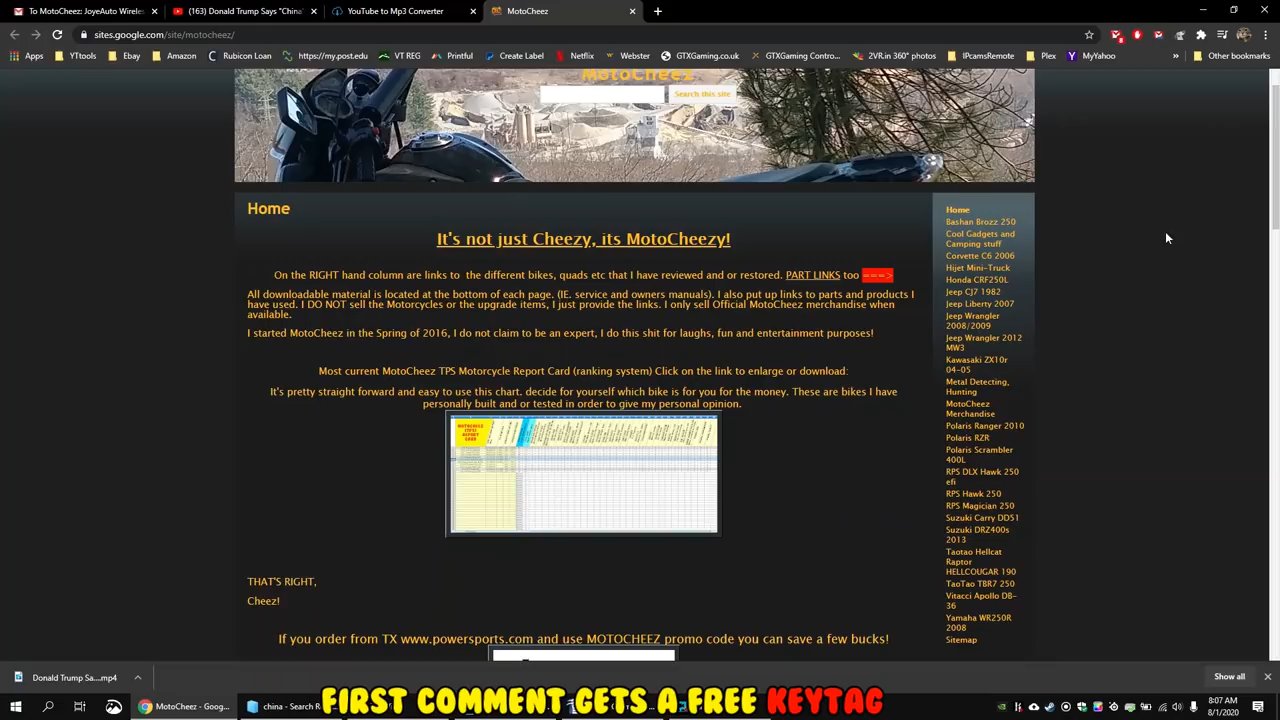 To MotoCheez: JoyeAuto Wireles
(163) Donald Trump Says "China"
YouTube to Mp3 Converter
MotoCheez
sites.google.com/site/motocheez/
Apps
YTtools
Ebay
Amazon
Rubicon Loan
https://my.post.edu
VT REG
Printful
Create Label
Netflix
Webster
GTXGaming.co.uk
GTXGaming Contro...
2VR.in 360° photos
!PcamsRemote
Plex
MyYahoo
»
Other bookmarks
MotoCheez
Search this site
Home
It's not just Cheezy, its MotoCheezy!
On the RIGHT hand column are links to the different bikes, quads etc that I have reviewed and or restored. PART LINKS too ===>
All downloadable material is located at the bottom of each page. (IE. service and owners manuals). I also put up links to parts and products I
have used. I DO NOT sell the Motorcycles or the upgrade items, I just provide the links. I only sell Official MotoCheez merchandise when
available.
I started MotoCheez in the Spring of 2016, I do not claim to be an expert, I do this shit for laughs, fun and entertainment purposes!
Most current MotoCheez TPS Motorcycle Report Card (ranking system) Click on the link to enlarge or download:
It's pretty straight forward and easy to use this chart. decide for yourself which bike is for you for the money. These are bikes I have
personally built and or tested in order to give my personal opinion.
MOTOCHEEZ
(TPS)
REPORT
CARD
THAT'S RIGHT,
Cheez!
If you order from TX www.powersports.com and use MOTOCHEEZ promo code you can save a few bucks!
Home
Bashan Brozz 250
Cool Gadgets and
Camping stuff
Corvette C6 2006
Hijet Mini-Truck
Honda CRF250L
Jeep CJ7 1982
Jeep Liberty 2007
Jeep Wrangler
2008/2009
Jeep Wrangler 2012
MW3
Kawasaki ZX10r
04-05
Metal Detecting,
Hunting
MotoCheez
Merchandise
Polaris Ranger 2010
Polaris RZR
Polaris Scrambler
400L
RPS DLX Hawk 250
efi
RPS Hawk 250
RPS Magician 250
Suzuki Carry DD51
Suzuki DRZ400s
2013
Taotao Hellcat
Raptor
HELLCOUGAR 190
TaoTao TBR7 250
Vitacci Apollo DB-
36
Yamaha WR250R
2008
Sitemap
Donald Trump Sa....mp4
Show all
MotoCheez - Goog...
china - Search R...
FIRST COMMENT GETS A FREE KEYTAG
8:07 AM
8/1/2020